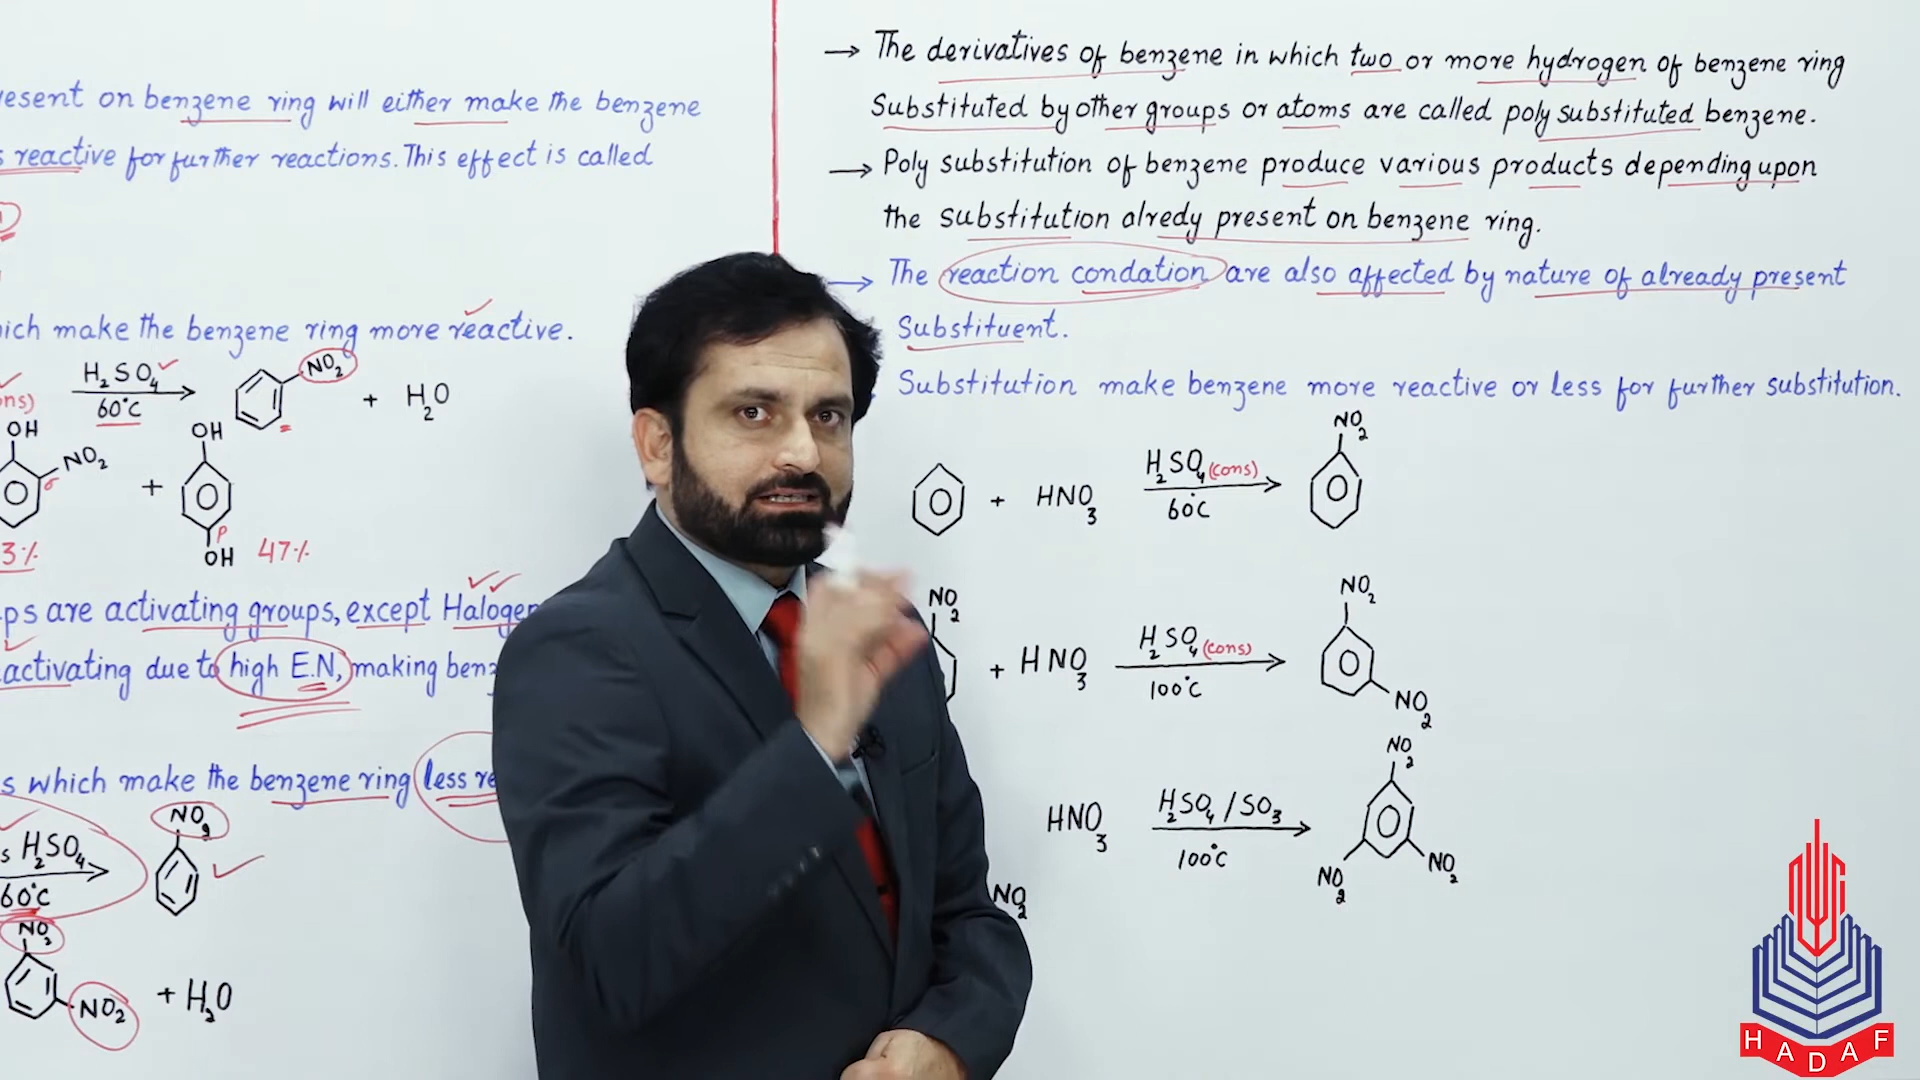 resent on benzene ring will either make the benzene
s reactive for further reactions. This effect is called
hich make the benzene ring more reactive.
ons) H2SO4 60°C NO2 + H2O
OH NO2 + OH
σ P OH
3% 47%
ps are activating groups, except Halogen
activating due to high E.N, making benz
s which make the benzene ring less re
s H2SO4 60°C NO2
NO2 NO2 + H2O
→ The derivatives of benzene in which two or more hydrogen of benzene ring
Substituted by other groups or atoms are called poly substituted benzene.
→ Poly substitution of benzene produce various products depending upon
the substitution alredy present on benzene ring.
→ The reaction condation are also affected by nature of already present
Substituent.
Substitution make benzene more reactive or less for further substitution.
+ HNO3 H2SO4 (cons) 60°C NO2
NO2 + HNO3 H2SO4 (cons) 100°C NO2 NO2
NO2 HNO3 H2SO4/SO3 100°C NO2 NO2 NO2
HADAF